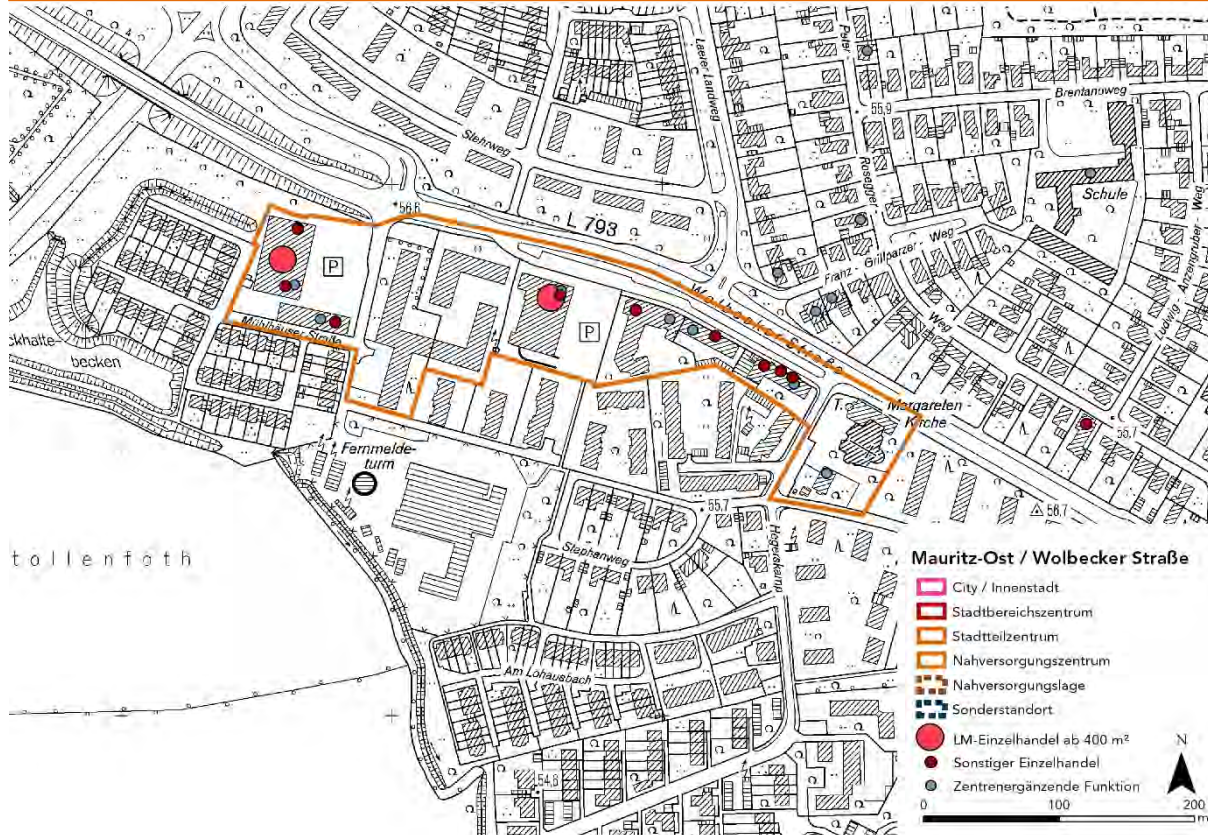 Laerer Landweg
Peter-
Rosegger
Weg
Brentanoweg
55,9
Stehrweg
Schule
Ludwig-Anzengruber Weg
Franz-Grillparzer-Weg
56,6
L 793
P
Wolbecker Straße
P
Mühlhäuser Straße
ckhalte
becken
T.
Margareten-
Kirche
55,7
Fernmelde-
turm
55,7
56,7
Hogenskamp
Stephanweg
tollenfoth
Am Lohausbach
54,6
Mauritz-Ost / Wolbecker Straße
City / Innenstadt
Stadtbereichszentrum
Stadtteilzentrum
Nahversorgungszentrum
Nahversorgungslage
Sonderstandort
LM-Einzelhandel ab 400 m²
Sonstiger Einzelhandel
Zentrenergänzende Funktion
N
0 100 200
m